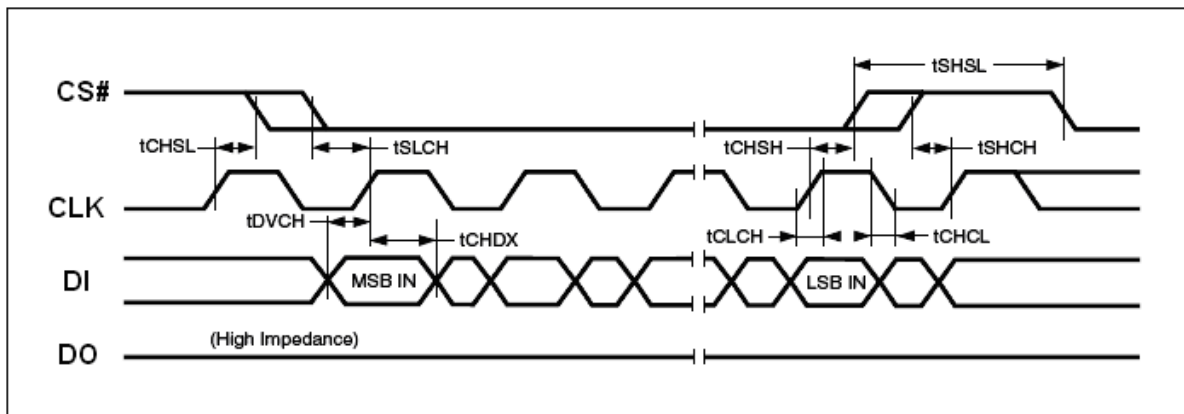 tSHSL
CS#
tCHSL
tSLCH
tCHSH
tSHCH
CLK
tDVCH
tCHDX
tCLCH
tCHCL
DI
MSB IN
LSB IN
(High Impedance)
DO